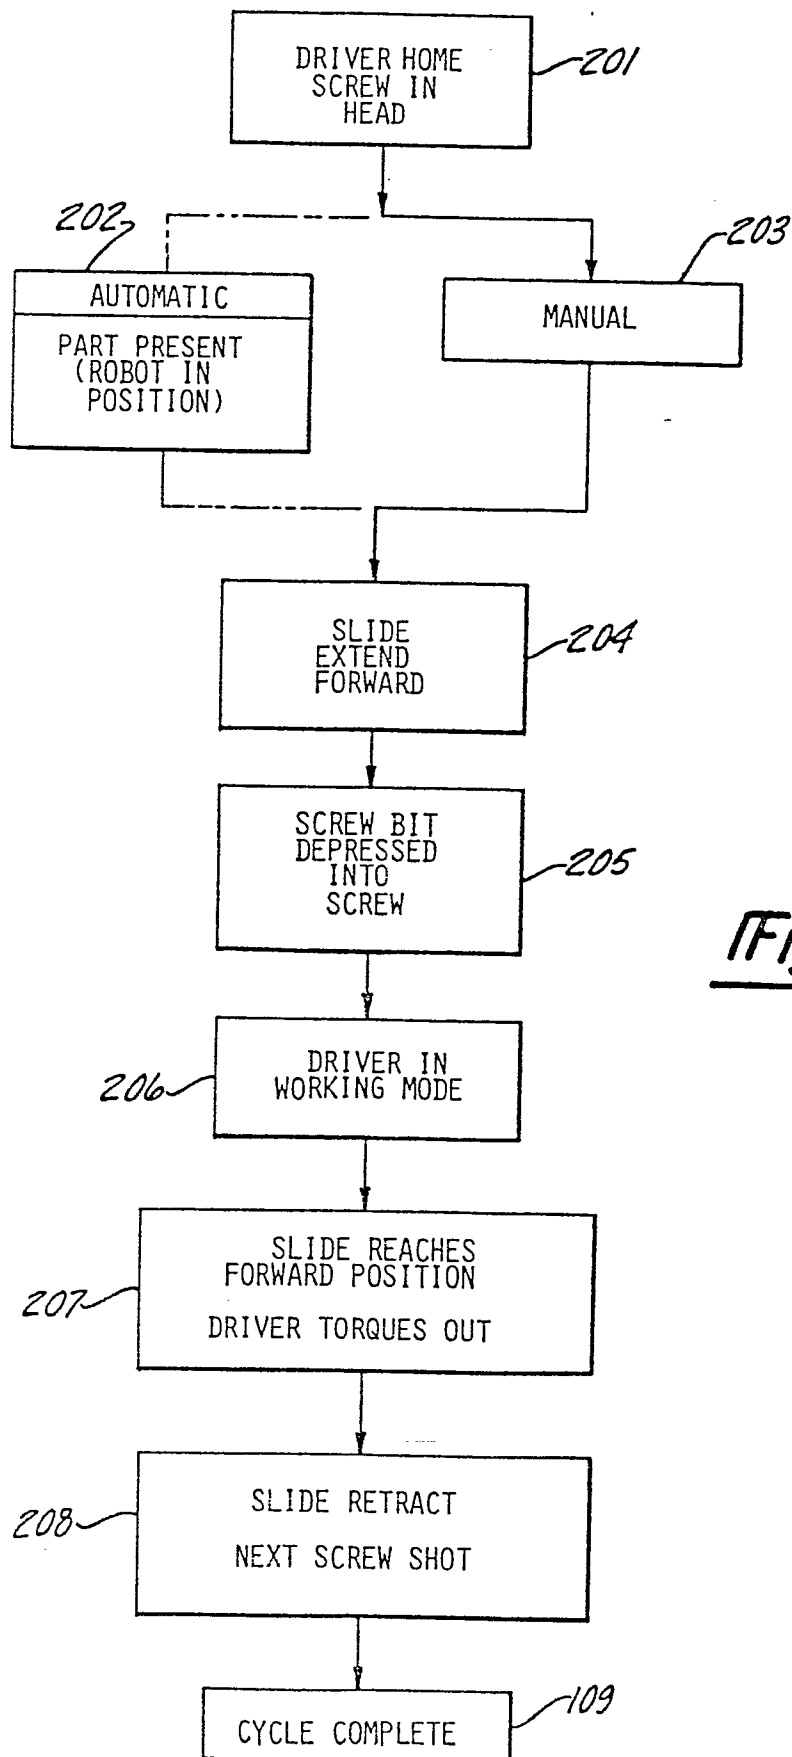 DRIVER HOME
SCREW IN
HEAD
201
202
AUTOMATIC
PART PRESENT
(ROBOT IN
POSITION)
203
MANUAL
SLIDE
EXTEND
FORWARD
204
SCREW BIT
DEPRESSED
INTO
SCREW
205
206
DRIVER IN
WORKING MODE
207
SLIDE REACHES
FORWARD POSITION
DRIVER TORQUES OUT
208
SLIDE RETRACT
NEXT SCREW SHOT
109
CYCLE COMPLETE